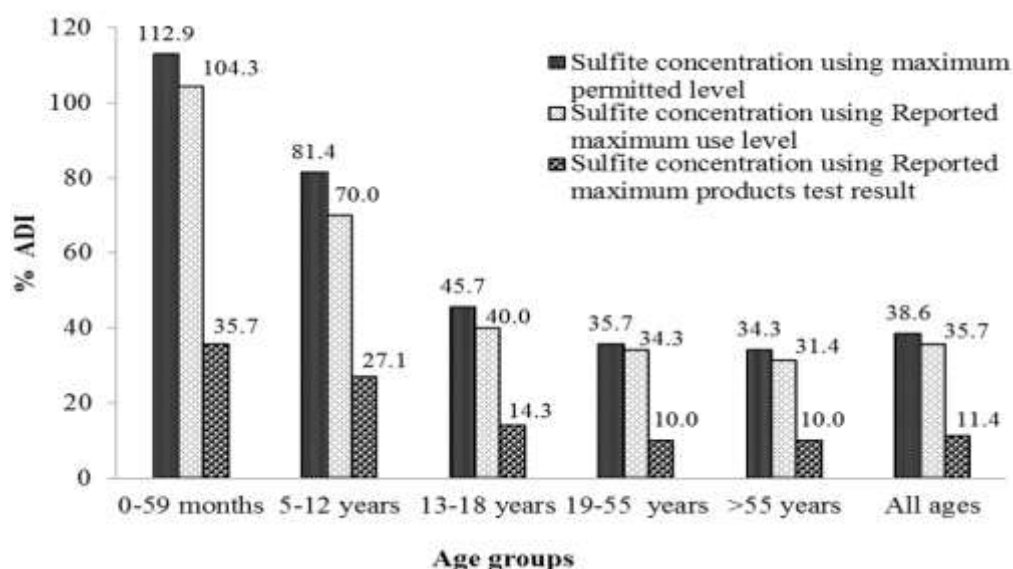 120
100
80
60
40
20
0
% ADI
112.9
104.3
35.7
81.4
70.0
27.1
45.7
40.0
14.3
35.7
34.3
10.0
34.3
31.4
10.0
38.6
35.7
11.4
Sulfite concentration using maximum
permitted level
Sulfite concentration using Reported
maximum use level
Sulfite concentration using Reported
maximum products test result
0-59 months 5-12 years 13-18 years 19-55 years >55 years All ages
Age groups